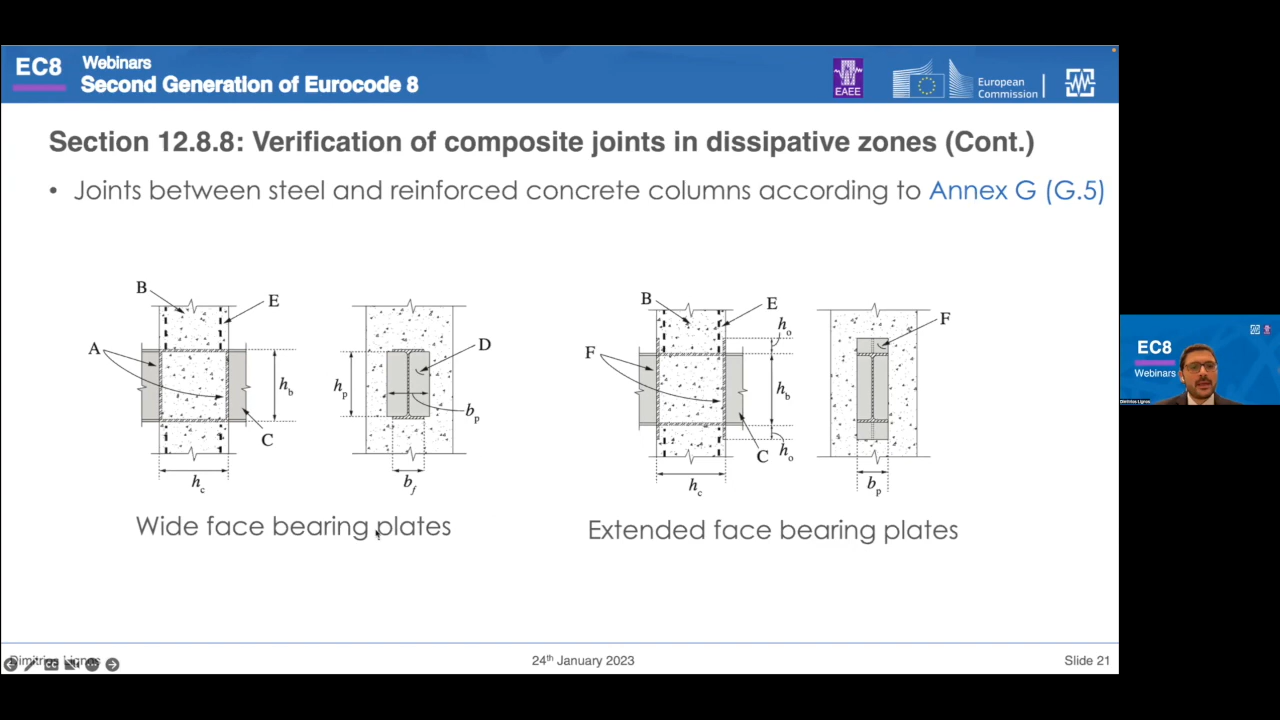 EC8
Webinars
Second Generation of Eurocode 8
EAEE
European
Commission
Section 12.8.8: Verification of composite joints in dissipative zones (Cont.)
• Joints between steel and reinforced concrete columns according to Annex G (G.5)
B
E
A
h_b
C
h_c
D
h_p
b_p
b_f
Wide face bearing plates
B
E
h_o
F
h_b
C
h_o
h_c
F
b_p
Extended face bearing plates
EC8
Webinars
Dimitrios Lignos
Dimitrios Lignos
24th January 2023
Slide 21